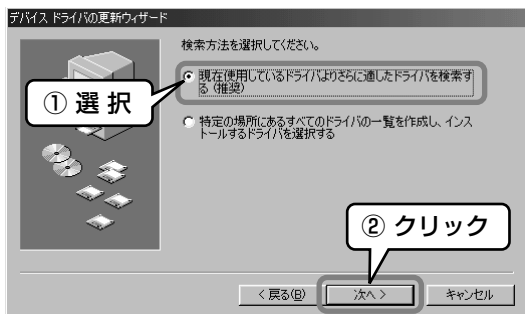 デバイス ドライバの更新ウィザード
検索方法を選択してください。
現在使用しているドライバよりさらに適したドライバを検索す
る（推奨）
① 選 択
特定の場所にあるすべてのドライバの一覧を作成し、インス
トールするドライバを選択する
② クリック
< 戻る(B)
次へ >
キャンセル